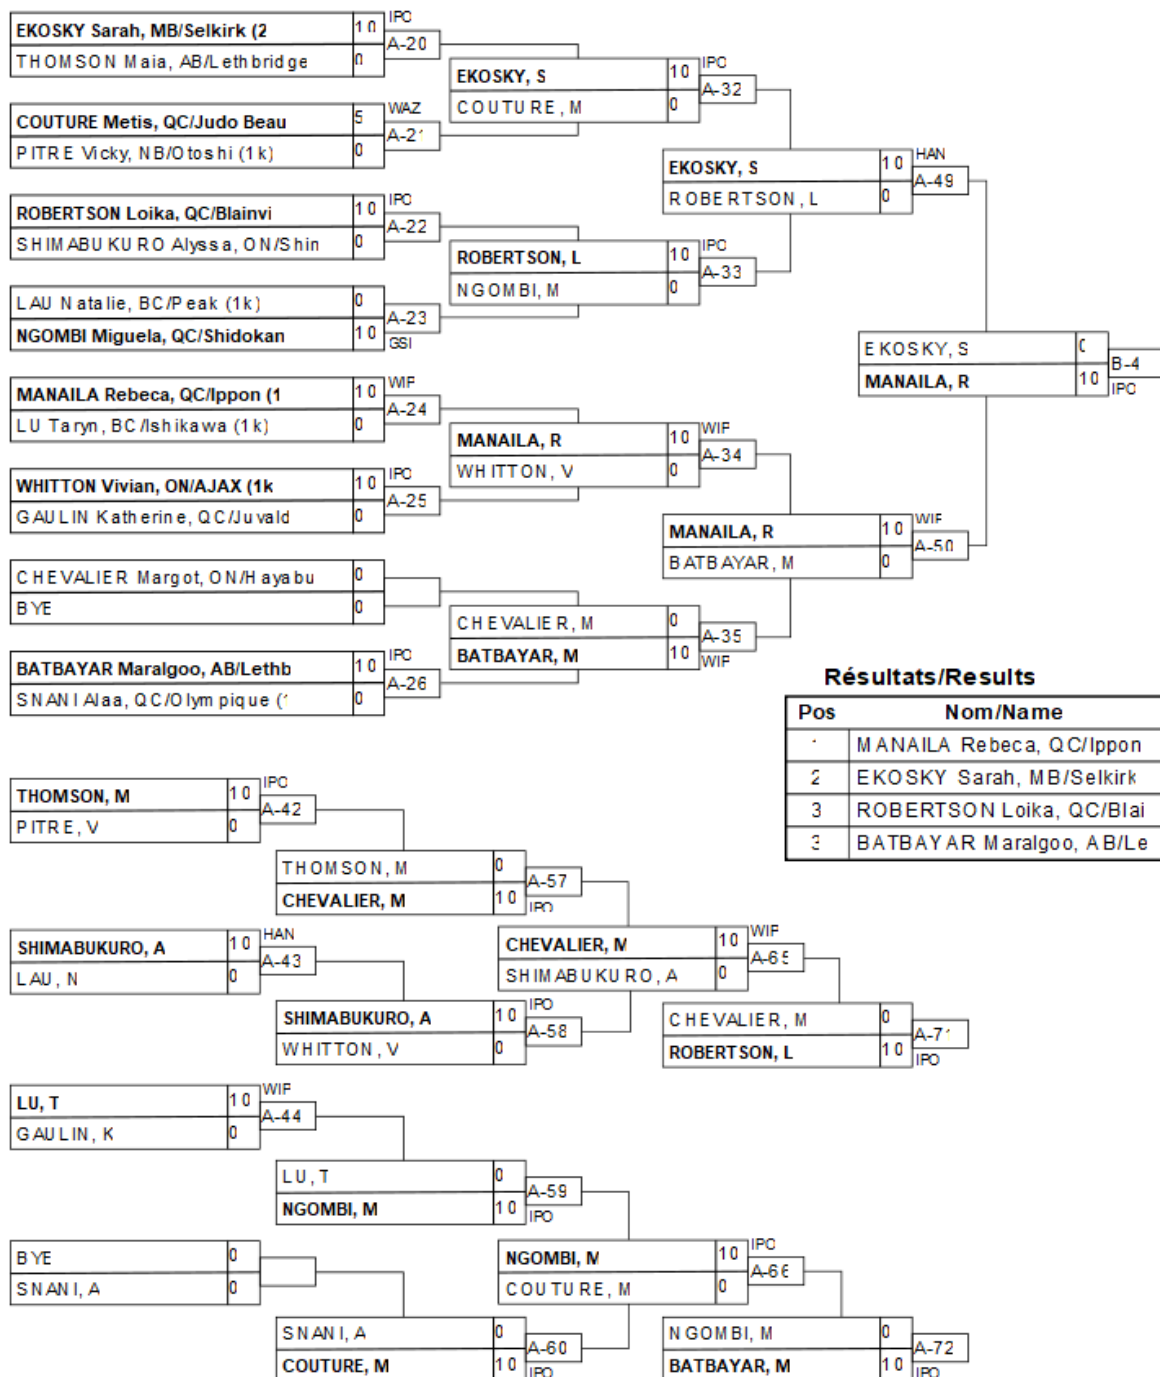 EKOSKY Sarah, MB/Selkirk (2 10 IPO
THOMSON Maia, AB/Lethbridge 0 A-20
COUTURE Metis, QC/Judo Beau 5 WAZ
PITRE Vicky, NB/Otoshi (1k) 0 A-21
ROBERTSON Loika, QC/Blainvi 10 IPO
SHIMABUKURO Alyssa, ON/Shin 0 A-22
LAU Natalie, BC/Peak (1k) 0 A-23
NGOMBI Miguela, QC/Shidokan 10 GSI
MANAILA Rebeca, QC/Ippon (1 10 WIF
LU Taryn, BC/Ishikawa (1k) 0 A-24
WHITTON Vivian, ON/AJAX (1k 10 IPO
GAULIN Katherine, QC/Juvald 0 A-25
CHEVALIER Margot, ON/Hayabu 0
BYE 0
BATBAYAR Maralgoo, AB/Lethb 10 IPO
SNANI Alaa, QC/Olympique (1 0 A-26
EKOSKY, S 10 IPO
COUTURE, M 0 A-32
ROBERTSON, L 10 IPO
NGOMBI, M 0 A-33
MANAILA, R 10 WIF
WHITTON, V 0 A-34
CHEVALIER, M 0 A-35
BATBAYAR, M 10 WIF
EKOSKY, S 10 HAN
ROBERTSON, L 0 A-49
MANAILA, R 10 WIF
BATBAYAR, M 0 A-50
EKOSKY, S 0 B-4
MANAILA, R 10 IPO
Résultats/Results
Pos Nom/Name
1 MANAILA Rebeca, QC/Ippon
2 EKOSKY Sarah, MB/Selkirk
3 ROBERTSON Loika, QC/Blai
3 BATBAYAR Maralgoo, AB/Le
THOMSON, M 10 IPO
PITRE, V 0 A-42
SHIMABUKURO, A 10 HAN
LAU, N 0 A-43
LU, T 10 WIF
GAULIN, K 0 A-44
BYE 0
SNANI, A 0
THOMSON, M 0 A-57
CHEVALIER, M 10 IPO
SHIMABUKURO, A 10 IPO
WHITTON, V 0 A-58
LU, T 0 A-59
NGOMBI, M 10 IPO
SNANI, A 0 A-60
COUTURE, M 10 IPO
CHEVALIER, M 10 WIF
SHIMABUKURO, A 0 A-65
NGOMBI, M 10 IPO
COUTURE, M 0 A-66
CHEVALIER, M 0 A-71
ROBERTSON, L 10 IPO
NGOMBI, M 0 A-72
BATBAYAR, M 10 IPO